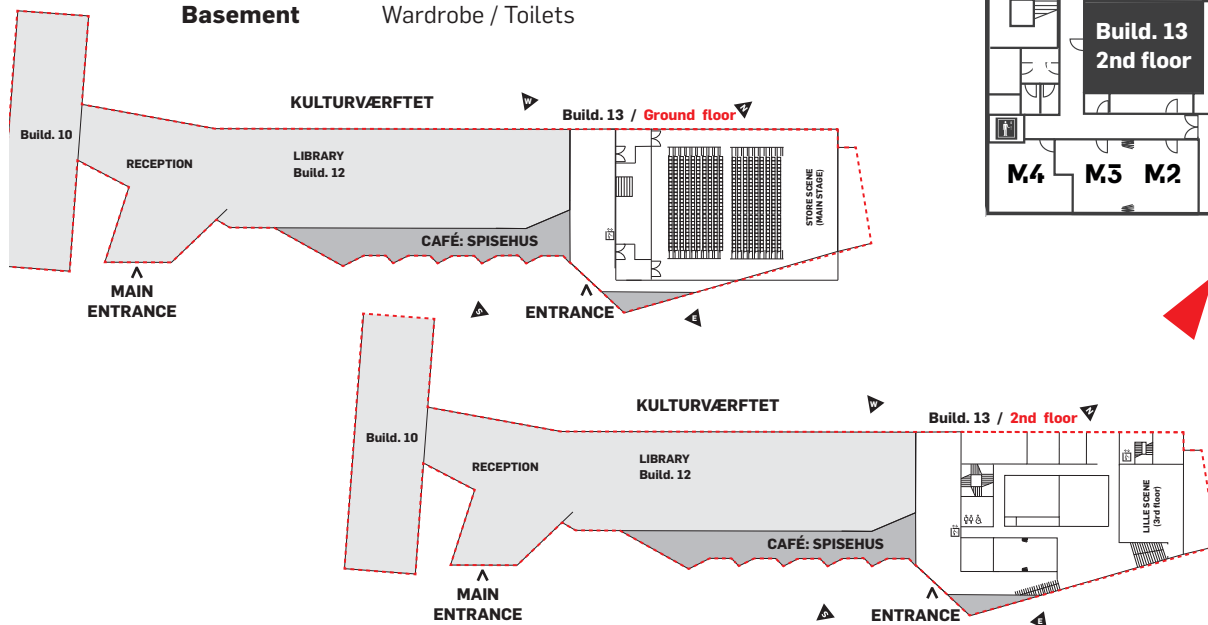 Basement Wardrobe / Toilets
Build. 13
2nd floor
M.4 M.3 M.2
KULTURVÆRFTET
W
Build. 13 / Ground floor
N
Build. 10
RECEPTION
LIBRARY
Build. 12
STORE SCENE
(MAIN STAGE)
CAFÉ: SPISEHUS
MAIN
ENTRANCE
S
ENTRANCE
E
KULTURVÆRFTET
W
Build. 13 / 2nd floor
N
Build. 10
RECEPTION
LIBRARY
Build. 12
LILLE SCENE
(3rd floor)
CAFÉ: SPISEHUS
MAIN
ENTRANCE
S
ENTRANCE
E